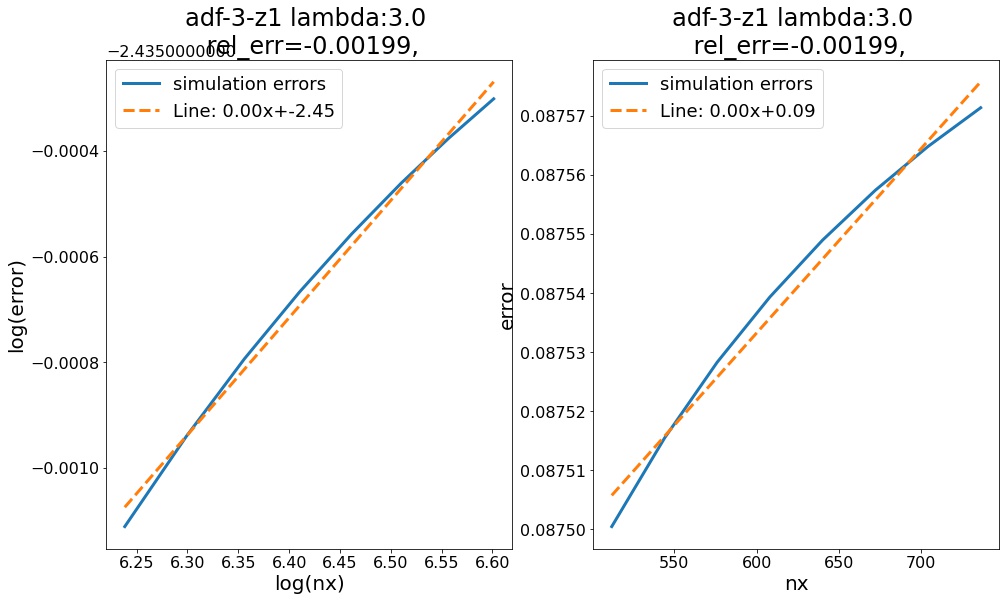 adf-3-z1 lambda:3.0
rel_err=-0.00199,
−2.4350000000
simulation errors
Line: 0.00x+-2.45
−0.0004
−0.0006
−0.0008
−0.0010
log(error)
6.25 6.30 6.35 6.40 6.45 6.50 6.55 6.60
log(nx)
adf-3-z1 lambda:3.0
rel_err=-0.00199,
simulation errors
Line: 0.00x+0.09
0.08757
0.08756
0.08755
0.08754
0.08753
0.08752
0.08751
0.08750
error
550 600 650 700
nx